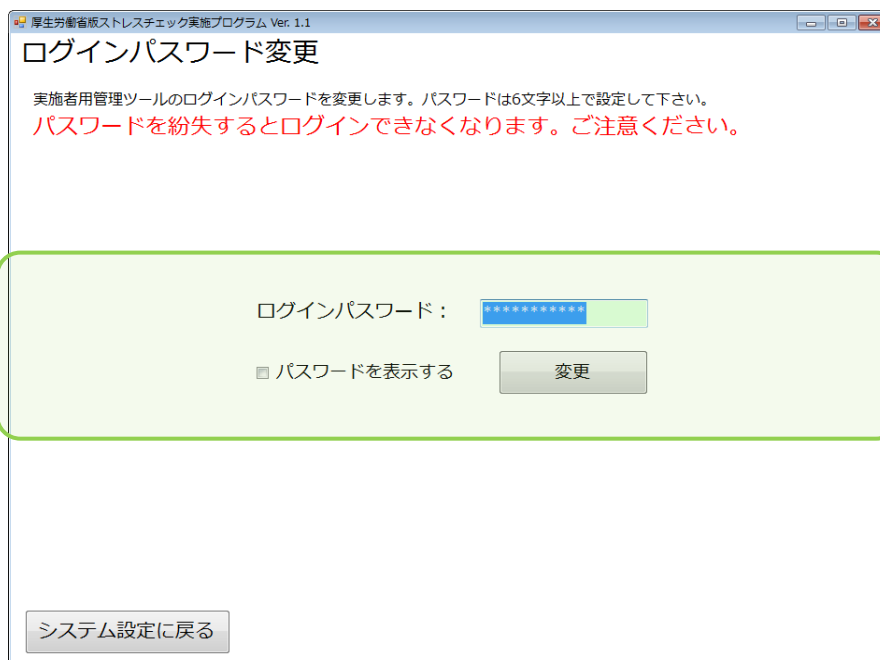 厚生労働省版ストレスチェック実施プログラム Ver. 1.1
ログインパスワード変更
実施者用管理ツールのログインパスワードを変更します。パスワードは6文字以上で設定して下さい。
パスワードを紛失するとログインできなくなります。ご注意ください。
ログインパスワード：
***********
パスワードを表示する
変更
システム設定に戻る